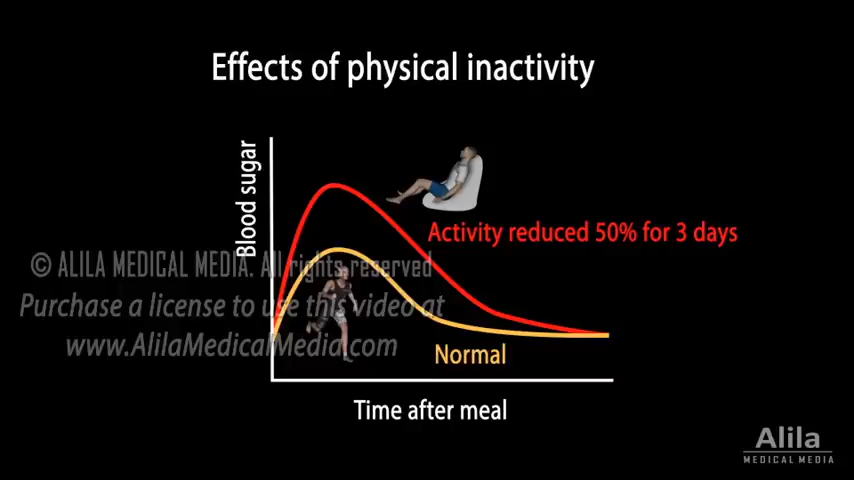 Effects of physical inactivity
Blood sugar
Activity reduced 50% for 3 days
© ALILA MEDICAL MEDIA. All rights reserved
Purchase a license to use this video at
www.AlilaMedicalMedia.com
Normal
Time after meal
Alila
MEDICAL MEDIA